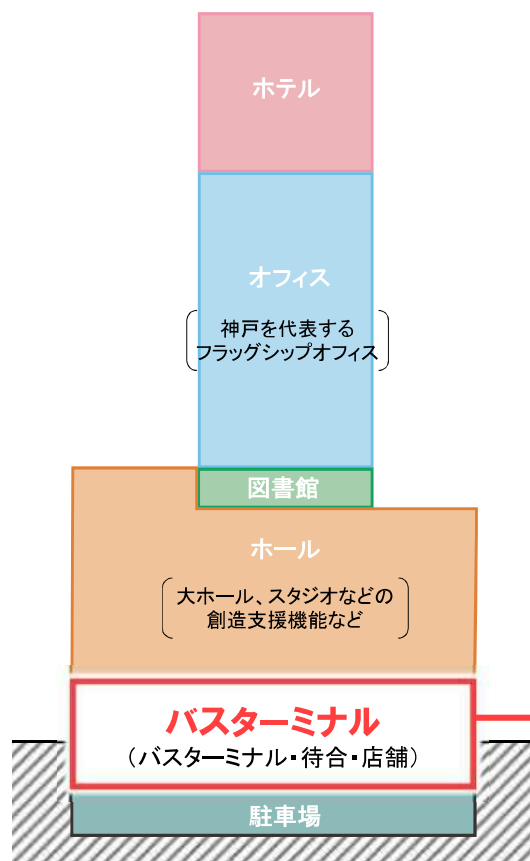 ホテル
オフィス
神戸を代表する
フラッグシップオフィス
図書館
ホール
大ホール、スタジオなどの
創造支援機能など
バスターミナル
（バスターミナル・待合・店舗）
駐車場